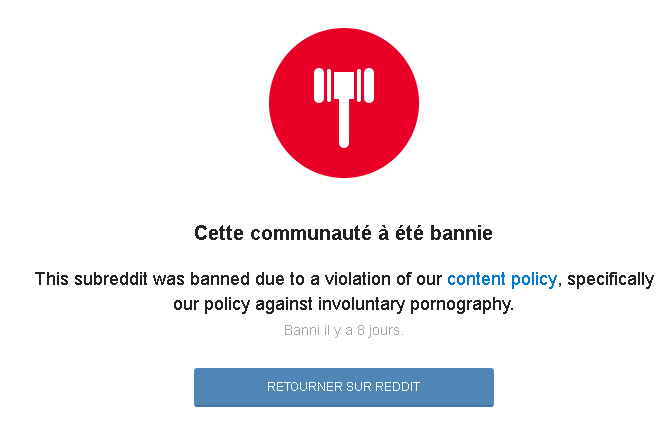 Cette communauté à été bannie
This subreddit was banned due to a violation of our content policy, specifically
our policy against involuntary pornography.
Banni il y a 8 jours.
RETOURNER SUR REDDIT